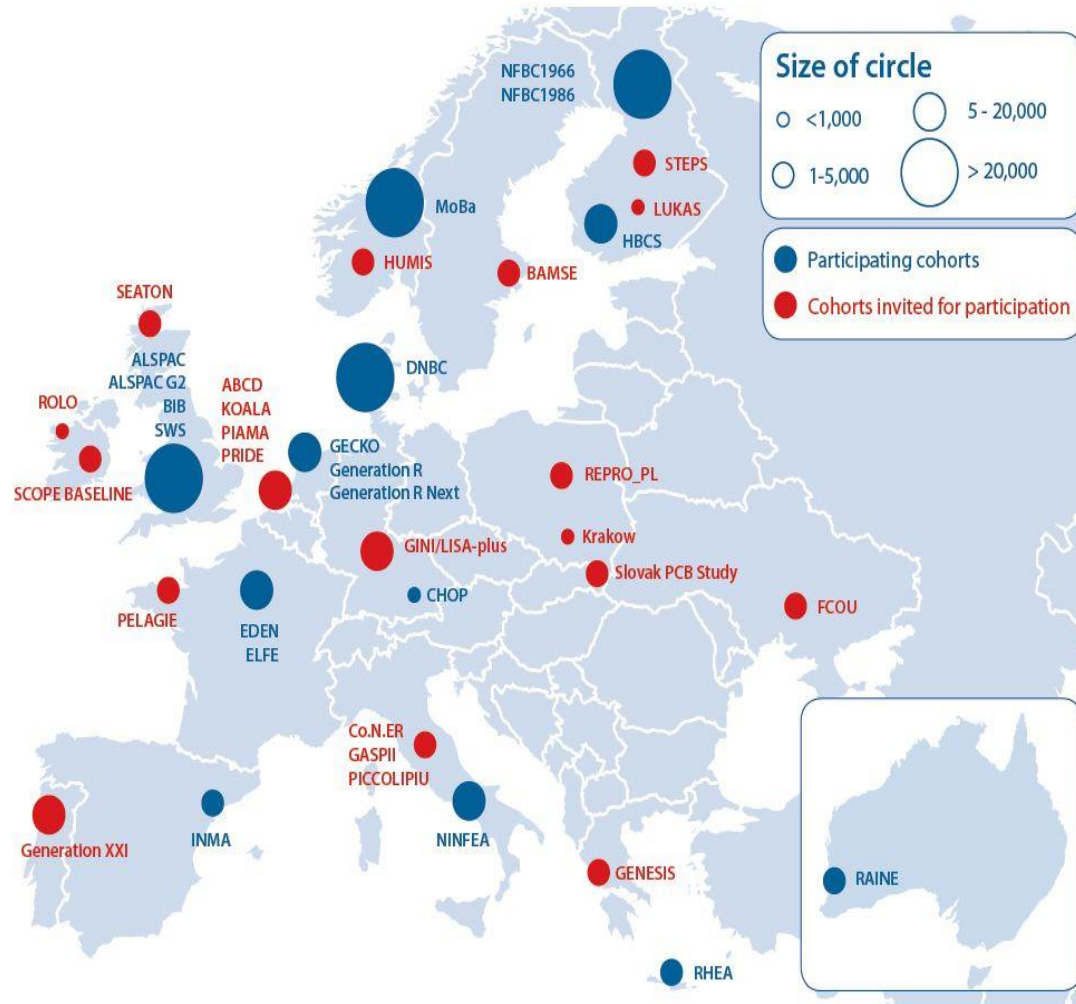 NFBC1966
NFBC1986
Size of circle
<1,000
5 - 20,000
1-5,000
> 20,000
STEPS
LUKAS
HBCS
MoBa
HUMIS
BAMSE
Participating cohorts
Cohorts invited for participation
SEATON
ALSPAC
ALSPAC G2
BIB
SWS
DNBC
ROLO
SCOPE BASELINE
ABCD
KOALA
PIAMA
PRIDE
GECKO
Generation R
Generation R Next
REPRO_PL
Krakow
GINI/LISA-plus
Slovak PCB Study
CHOP
FCOU
PELAGIE
EDEN
ELFE
Co.N.ER
GASPII
PICCOLIPIU
NINFEA
Generation XXI
INMA
GENESIS
RAINE
RHEA